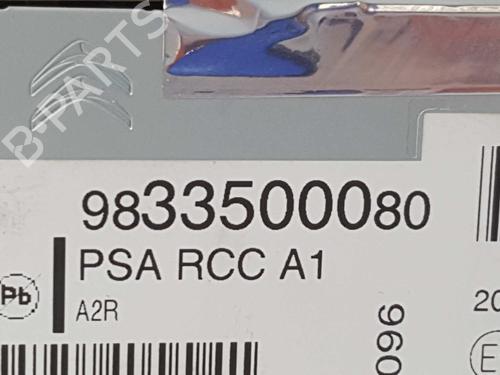 B-PARTS
9833500080
PSA RCC A1
Pb
A2R
096
20
E